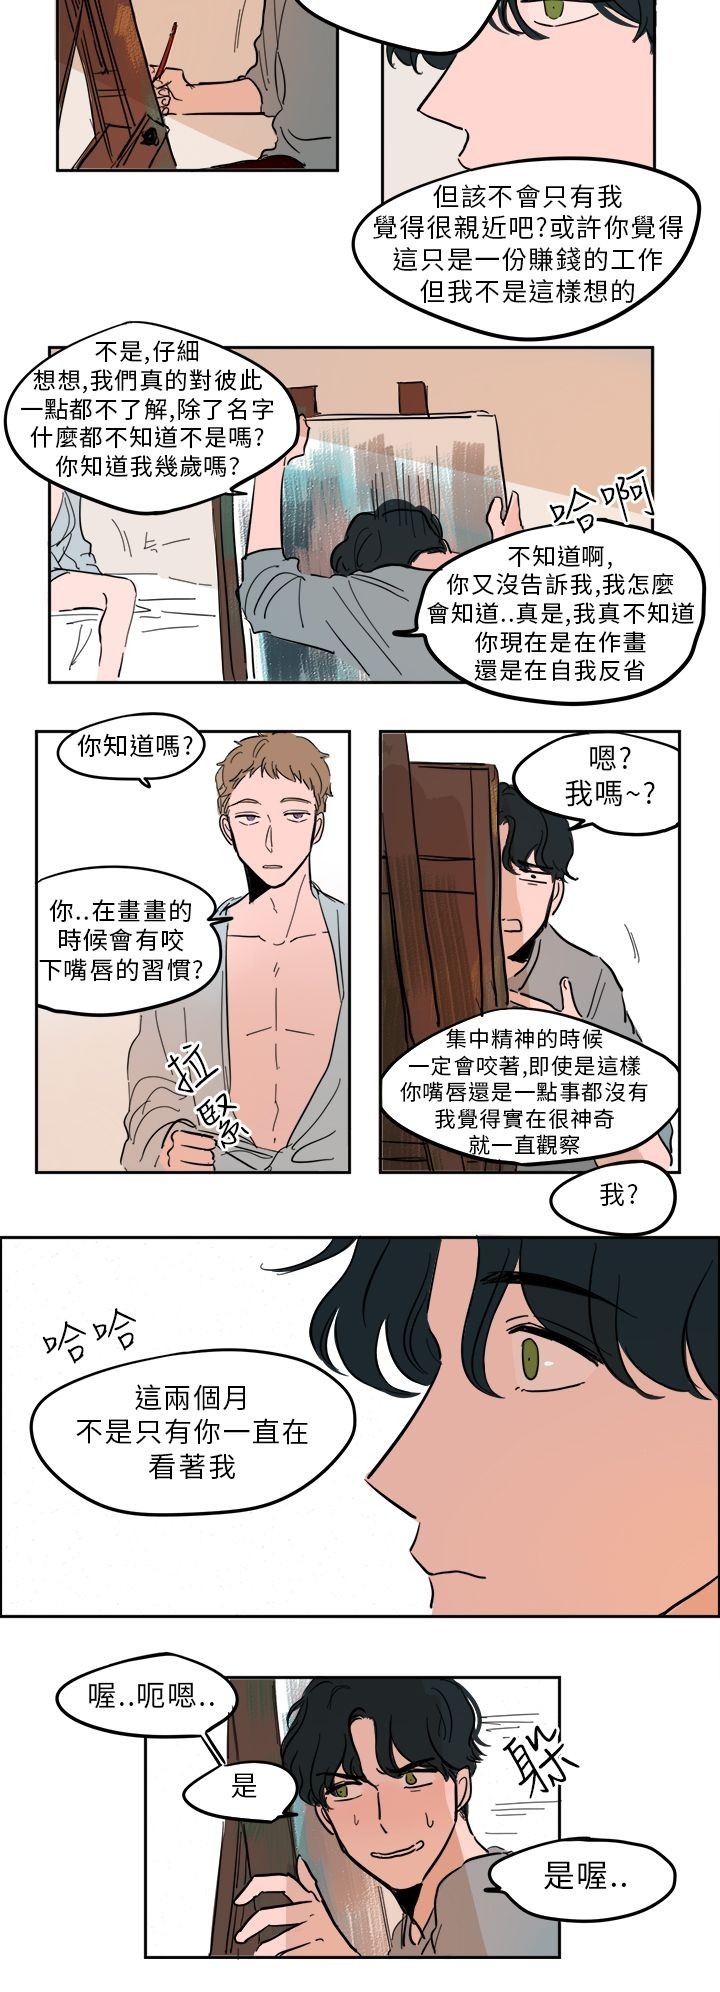 但該不會只有我
覺得很親近吧?或許你覺得
這只是一份賺錢的工作
但我不是這樣想的
不是,仔細
想想,我們真的對彼此
一點都不了解,除了名字
什麼都不知道不是嗎?
你知道我幾歲嗎?
哈啊
不知道啊,
你又沒告訴我,我怎麼
會知道..真是,我真不知道
你現在是在作畫
還是在自我反省
你知道嗎?
你..在畫畫的
時候會有咬
下嘴唇的習慣?
拉
緊
嗯?
我嗎~?
集中精神的時候
一定會咬著,即使是這樣
你嘴唇還是一點事都沒有
我覺得實在很神奇
就一直觀察
我?
哈哈
這兩個月
不是只有你一直在
看著我
喔..呃嗯..
是
躲
是喔..